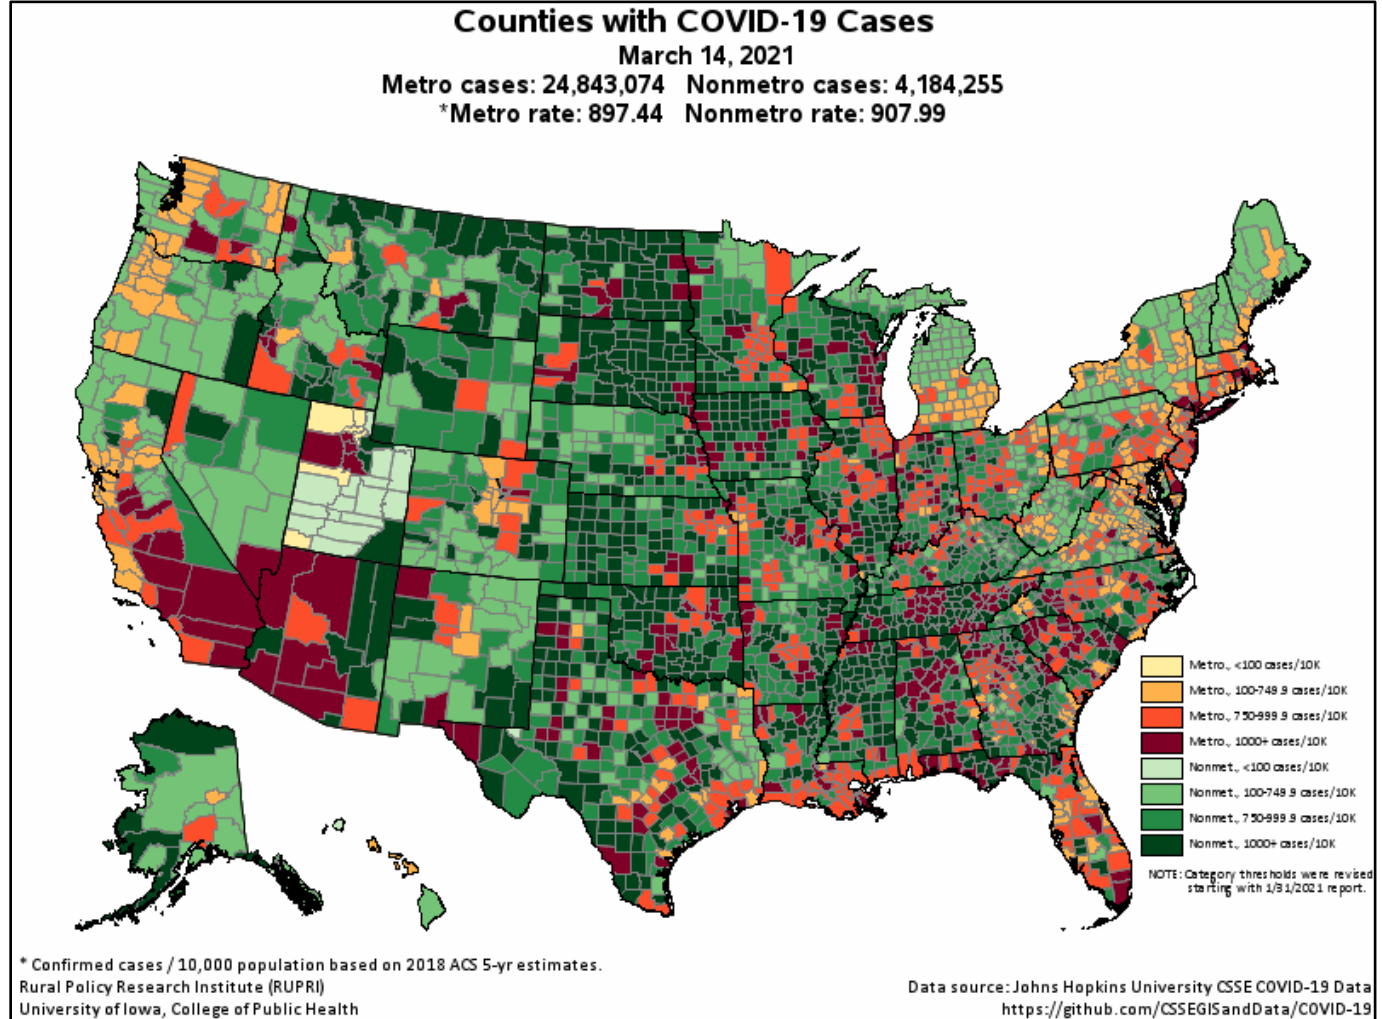 Counties with COVID-19 Cases
March 14, 2021
Metro cases: 24,843,074 Nonmetro cases: 4,184,255
*Metro rate: 897.44 Nonmetro rate: 907.99
Metro., <100 cases/10K
Metro., 100-749.9 cases/10K
Metro., 750-999.9 cases/10K
Metro., 1000+ cases/10K
Nonmet., <100 cases/10K
Nonmet., 100-749.9 cases/10K
Nonmet., 750-999.9 cases/10K
Nonmet., 1000+ cases/10K
NOTE: Category thresholds were revised
starting with 1/31/2021 report.
* Confirmed cases / 10,000 population based on 2018 ACS 5-yr estimates.
Rural Policy Research Institute (RUPRI)
University of Iowa, College of Public Health
Data source: Johns Hopkins University CSSE COVID-19 Data
https://github.com/CSSEGISandData/COVID-19